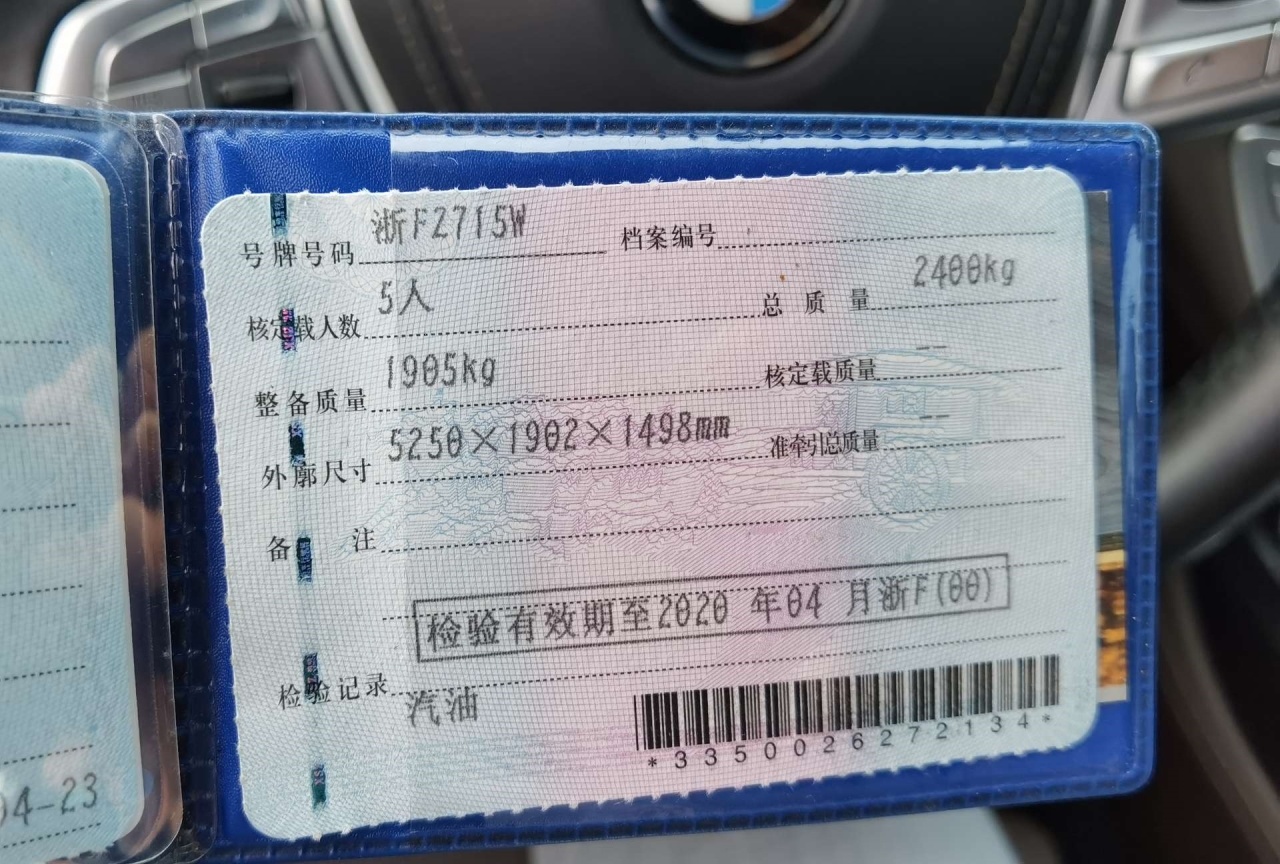 号牌号码 浙F2715W 档案编号
核定载人数 5人 总质量 2400kg
整备质量 1905kg 核定载质量 --
外廓尺寸 5250×1902×1498mm 准牵引总质量 --
备注
检验有效期至2020年04月浙F(00)
检验记录
汽油
*3350026272134*
04-23